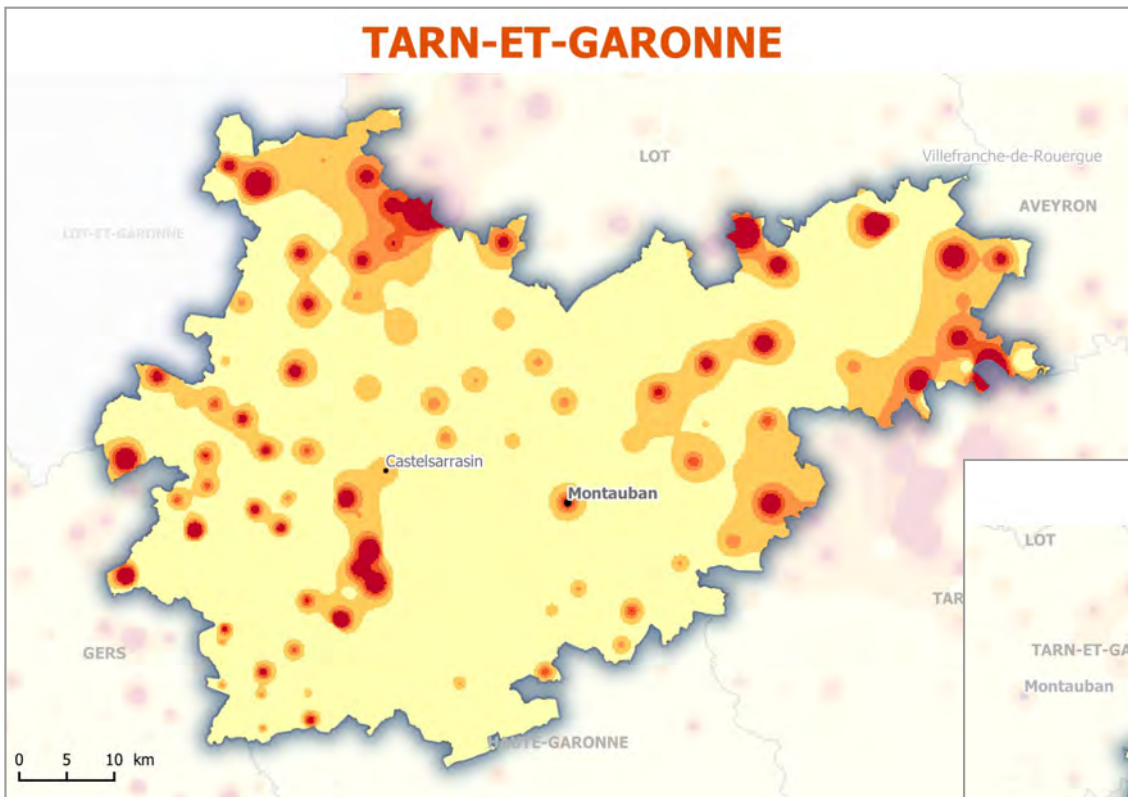 TARN-ET-GARONNE
LOT
Villefranche-de-Rouergue
AVEYRON
LOT-ET-GARONNE
Castelsarrasin
Montauban
LOT
TAR
TARN-ET-GA
GERS
Montauban
HAUTE-GARONNE
0 5 10 km